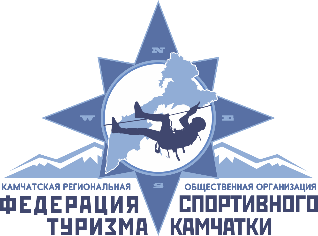 N
W E
S
КАМЧАТСКАЯ РЕГИОНАЛЬНАЯ ОБЩЕСТВЕННАЯ ОРГАНИЗАЦИЯ
ФЕДЕРАЦИЯ СПОРТИВНОГО
ТУРИЗМА КАМЧАТКИ